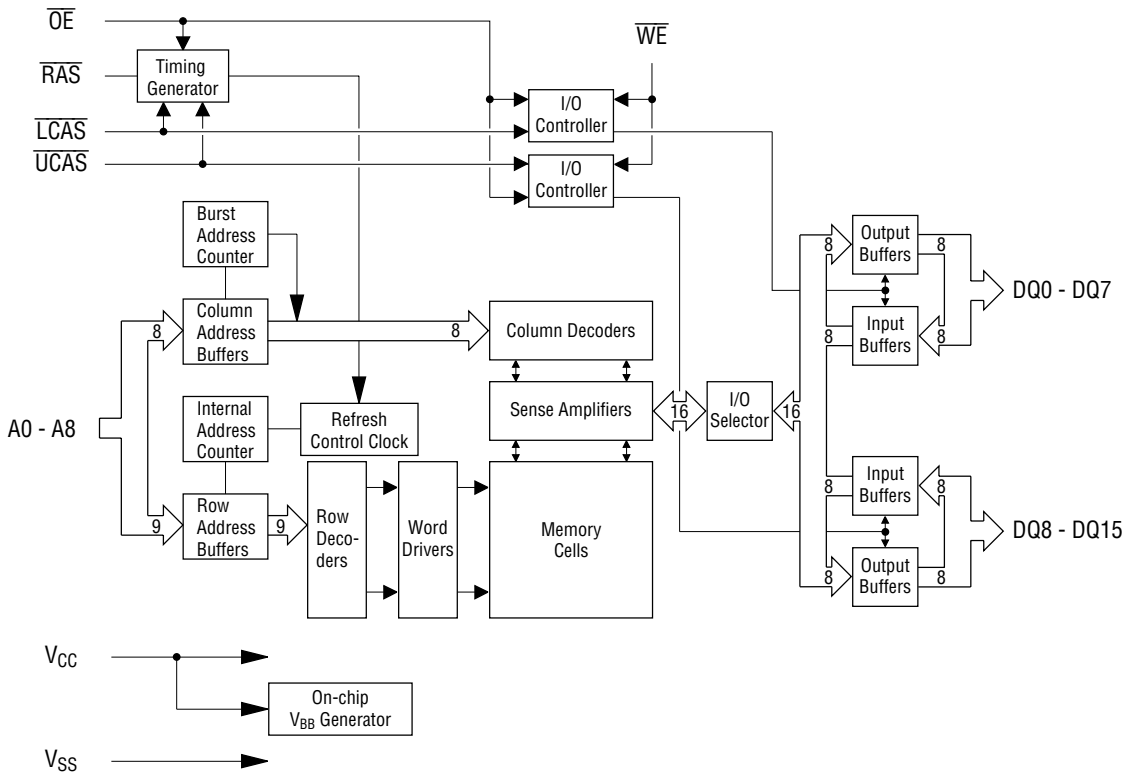 OE
WE
RAS
Timing
Generator
I/O
Controller
LCAS
UCAS
I/O
Controller
Burst
Address
Counter
8
Output
Buffers
8
DQ0 - DQ7
8
Column
Address
Buffers
8
Column Decoders
8
Input
Buffers
8
A0 - A8
Internal
Address
Counter
Refresh
Control Clock
Sense Amplifiers
16
I/O
Selector
16
9
Row
Address
Buffers
9
Row
Deco-
ders
Word
Drivers
Memory
Cells
8
Input
Buffers
8
DQ8 - DQ15
8
Output
Buffers
8
VCC
On-chip
VBB Generator
VSS